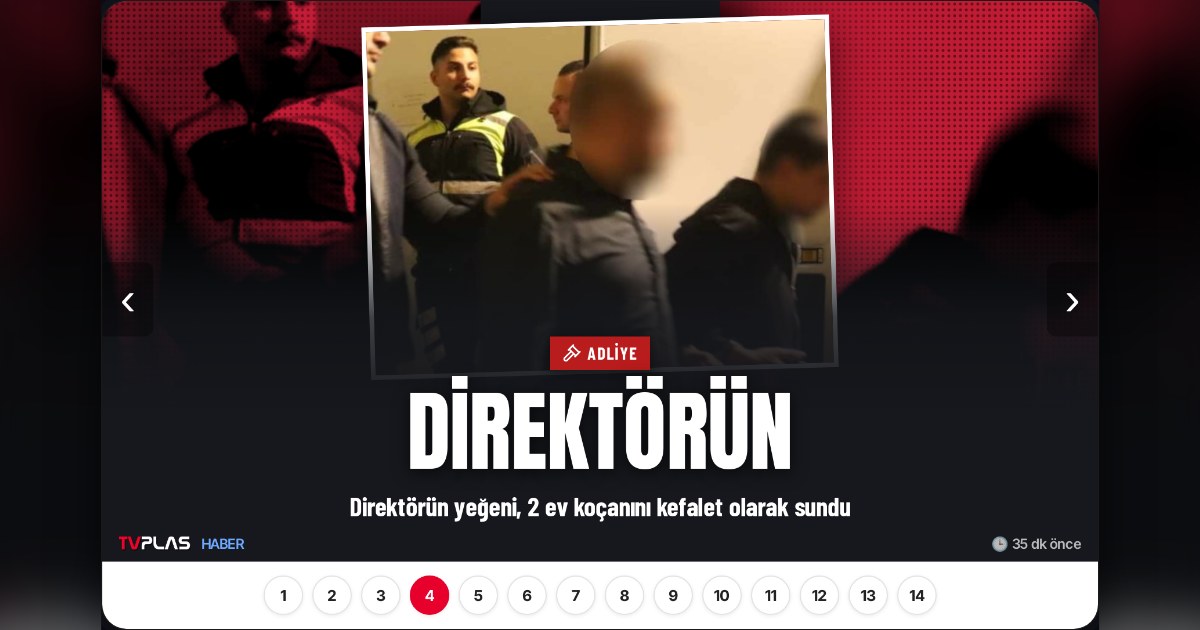 ADLİYE
DİREKTÖRÜN
Direktörün yeğeni, 2 ev koçanını kefalet olarak sundu
TVPLAS HABER
35 dk önce
1 2 3 4 5 6 7 8 9 10 11 12 13 14